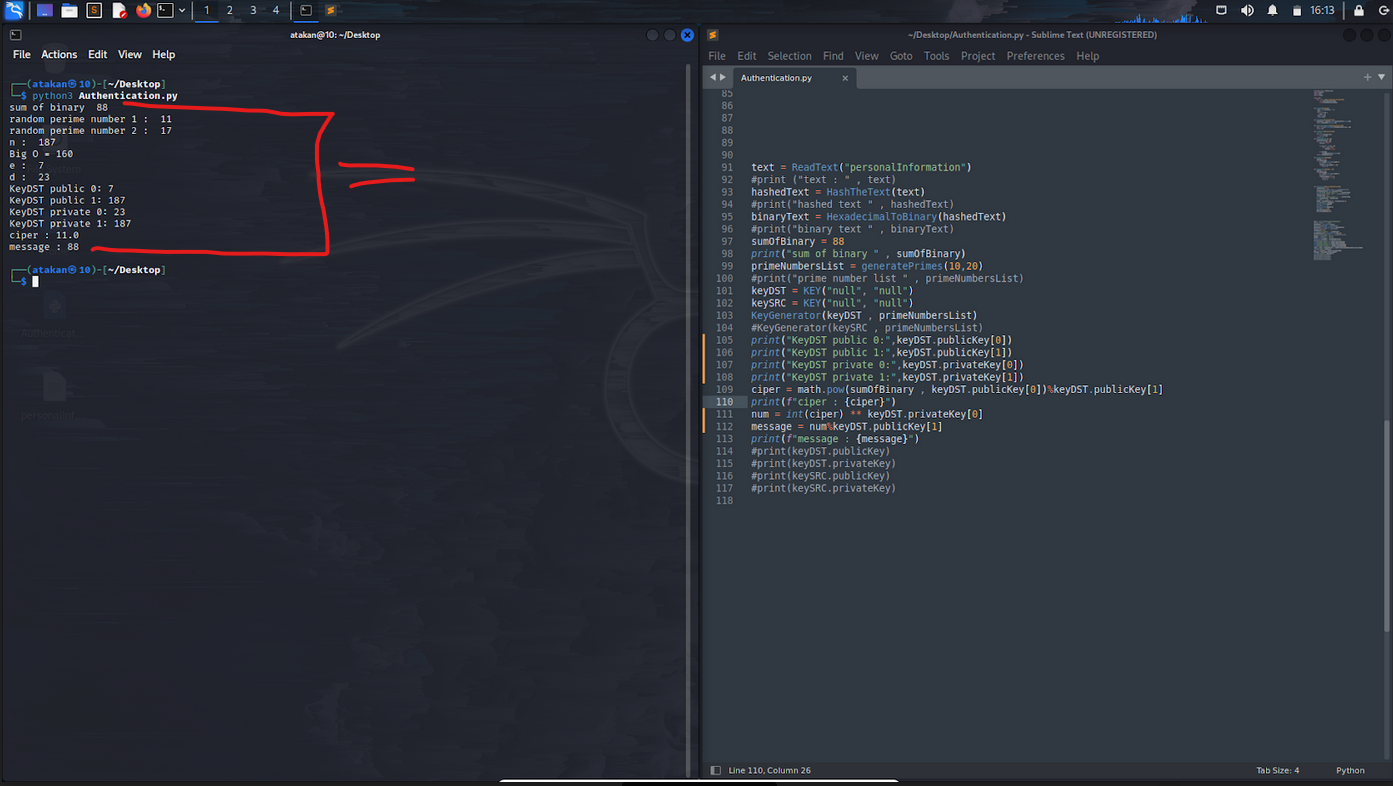 1 2 3 4
16:13
atakan@10: ~/Desktop
File Actions Edit View Help
(atakan㉿10)-[~/Desktop]
$ python3 Authentication.py
sum of binary 88
random perime number 1 : 11
random perime number 2 : 17
n : 187
Big O = 160
e : 7
d : 23
KeyDST public 0: 7
KeyDST public 1: 187
KeyDST private 0: 23
KeyDST private 1: 187
ciper : 11.0
message : 88
(atakan㉿10)-[~/Desktop]
$
~/Desktop/Authentication.py - Sublime Text (UNREGISTERED)
File Edit Selection Find View Goto Tools Project Preferences Help
Authentication.py
85
86
87
88
89
90
91 text = ReadText("personalInformation")
92 #print ("text : " , text)
93 hashedText = HashTheText(text)
94 #print("hashed text " , hashedText)
95 binaryText = HexadecimalToBinary(hashedText)
96 #print("binary text " , binaryText)
97 sumOfBinary = 88
98 print("sum of binary " , sumOfBinary)
99 primeNumbersList = generatePrimes(10,20)
100 #print("prime number list " , primeNumbersList)
101 keyDST = KEY("null", "null")
102 keySRC = KEY("null", "null")
103 KeyGenerator(keyDST , primeNumbersList)
104 #KeyGenerator(keySRC , primeNumbersList)
105 print("KeyDST public 0:",keyDST.publicKey[0])
106 print("KeyDST public 1:",keyDST.publicKey[1])
107 print("KeyDST private 0:",keyDST.privateKey[0])
108 print("KeyDST private 1:",keyDST.privateKey[1])
109 ciper = math.pow(sumOfBinary , keyDST.publicKey[0])%keyDST.publicKey[1]
110 print(f"ciper : {ciper}")
111 num = int(ciper) ** keyDST.privateKey[0]
112 message = num%keyDST.publicKey[1]
113 print(f"message : {message}")
114 #print(keyDST.publicKey)
115 #print(keyDST.privateKey)
116 #print(keySRC.publicKey)
117 #print(keySRC.privateKey)
118
Line 110, Column 26
Tab Size: 4
Python